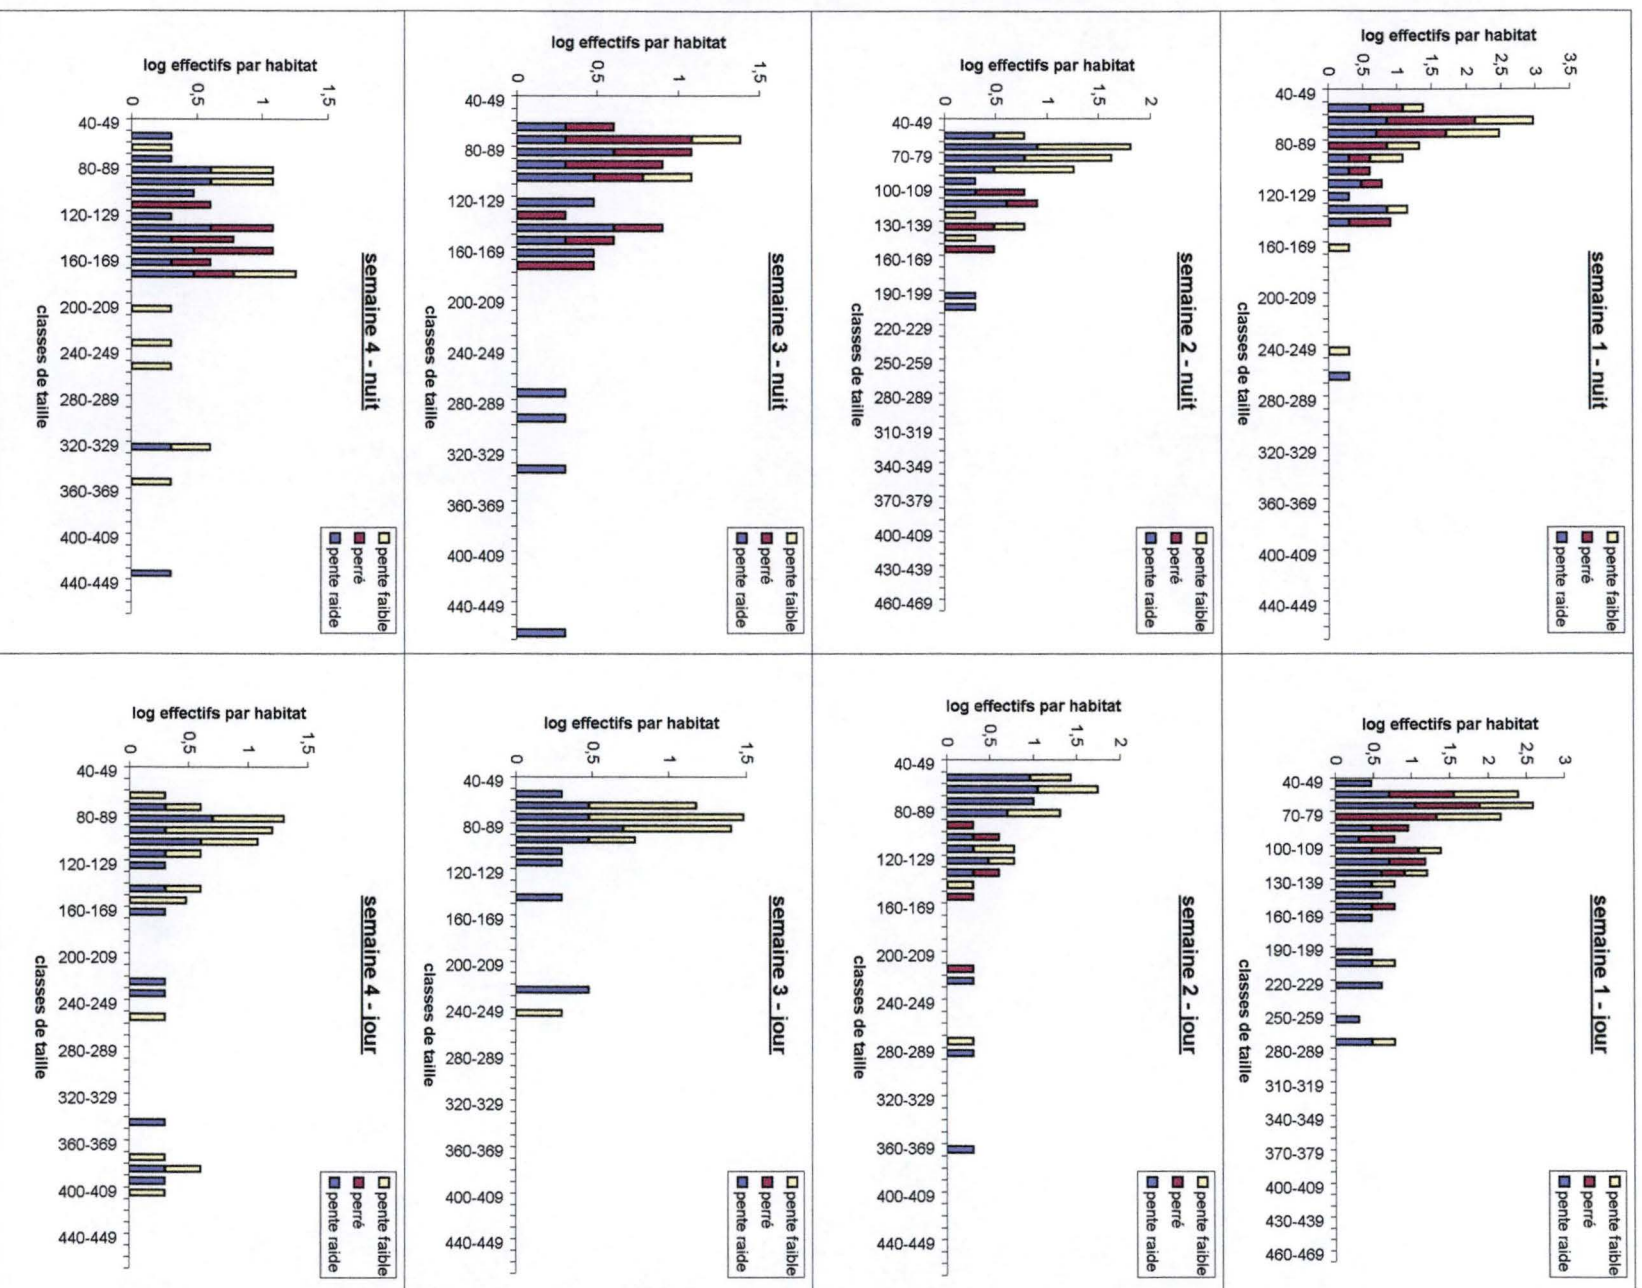 semaine 1 - nuit
log effectifs par habitat
3,5
3
2,5
2
1,5
1
0,5
0
pente faible
perré
pente raide
40-49 80-89 120-129 160-169 200-209 240-249 280-289 320-329 360-369 400-409 440-449
classes de taille
semaine 1 - jour
log effectifs par habitat
3
2,5
2
1,5
1
0,5
0
pente faible
perré
pente raide
40-49 70-79 100-109 130-139 160-169 190-199 220-229 250-259 280-289 310-319 340-349 370-379 400-409 430-439 460-469
classes de taille
semaine 2 - nuit
log effectifs par habitat
2
1,5
1
0,5
0
pente faible
perré
pente raide
40-49 70-79 100-109 130-139 160-169 190-199 220-229 250-259 280-289 310-319 340-349 370-379 400-409 430-439 460-469
classes de taille
semaine 2 - jour
log effectifs par habitat
2
1,5
1
0,5
0
pente faible
perré
pente raide
40-49 80-89 120-129 160-169 200-209 240-249 280-289 320-329 360-369 400-409 440-449
classes de taille
semaine 3 - nuit
log effectifs par habitat
1,5
1
0,5
0
pente faible
perré
pente raide
40-49 80-89 120-129 160-169 200-209 240-249 280-289 320-329 360-369 400-409 440-449
classes de taille
semaine 3 - jour
log effectifs par habitat
1,5
1
0,5
0
pente faible
perré
pente raide
40-49 80-89 120-129 160-169 200-209 240-249 280-289 320-329 360-369 400-409 440-449
classes de taille
semaine 4 - nuit
log effectifs par habitat
1,5
1
0,5
0
pente faible
perré
pente raide
40-49 80-89 120-129 160-169 200-209 240-249 280-289 320-329 360-369 400-409 440-449
classes de taille
semaine 4 - jour
log effectifs par habitat
1,5
1
0,5
0
pente faible
perré
pente raide
40-49 80-89 120-129 160-169 200-209 240-249 280-289 320-329 360-369 400-409 440-449
classes de taille